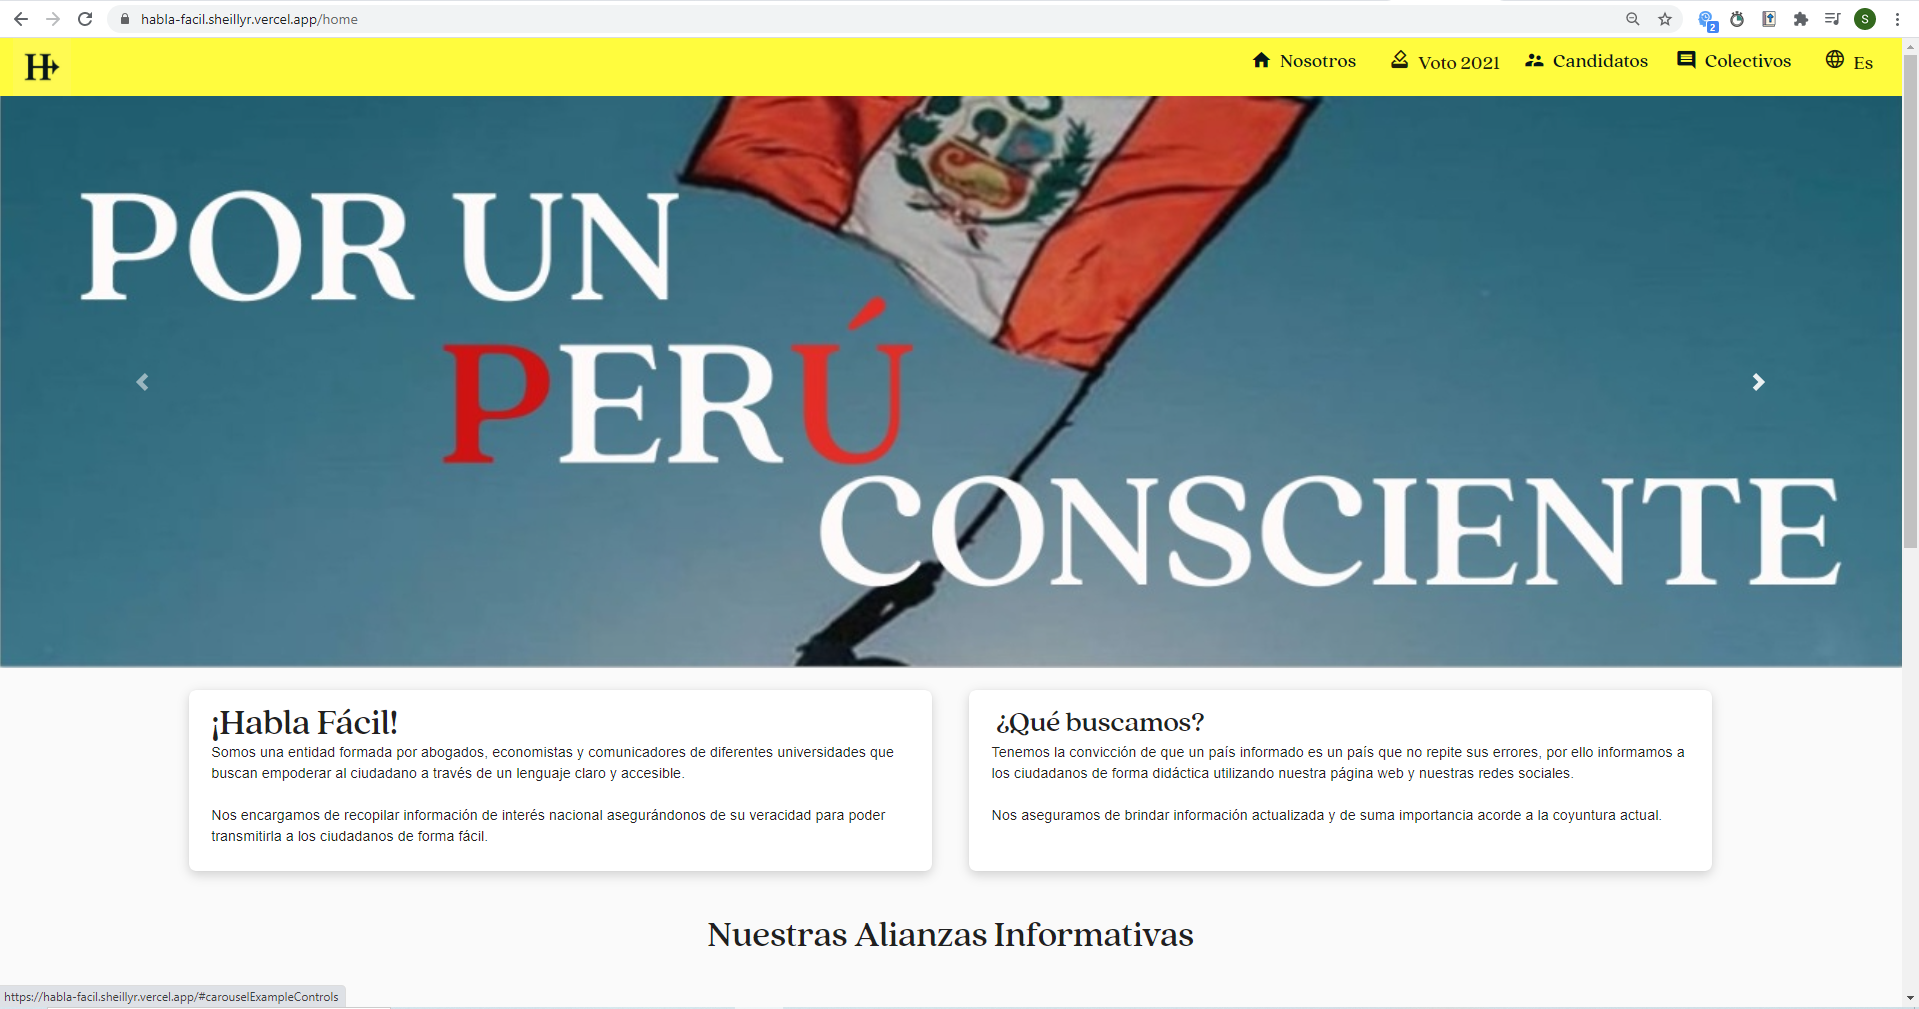 habla-facil.sheillyr.vercel.app/home
2
S
H
Nosotros
Voto 2021
Candidatos
Colectivos
Es
POR UN
PERÚ
CONSCIENTE
¡Habla Fácil!
Somos una entidad formada por abogados, economistas y comunicadores de diferentes universidades que
buscan empoderar al ciudadano a través de un lenguaje claro y accesible.
Nos encargamos de recopilar información de interés nacional asegurándonos de su veracidad para poder
transmitirla a los ciudadanos de forma fácil.
¿Qué buscamos?
Tenemos la convicción de que un país informado es un país que no repite sus errores, por ello informamos a
los ciudadanos de forma didáctica utilizando nuestra página web y nuestras redes sociales.
Nos aseguramos de brindar información actualizada y de suma importancia acorde a la coyuntura actual.
Nuestras Alianzas Informativas
https://habla-facil.sheillyr.vercel.app/#carouselExampleControls